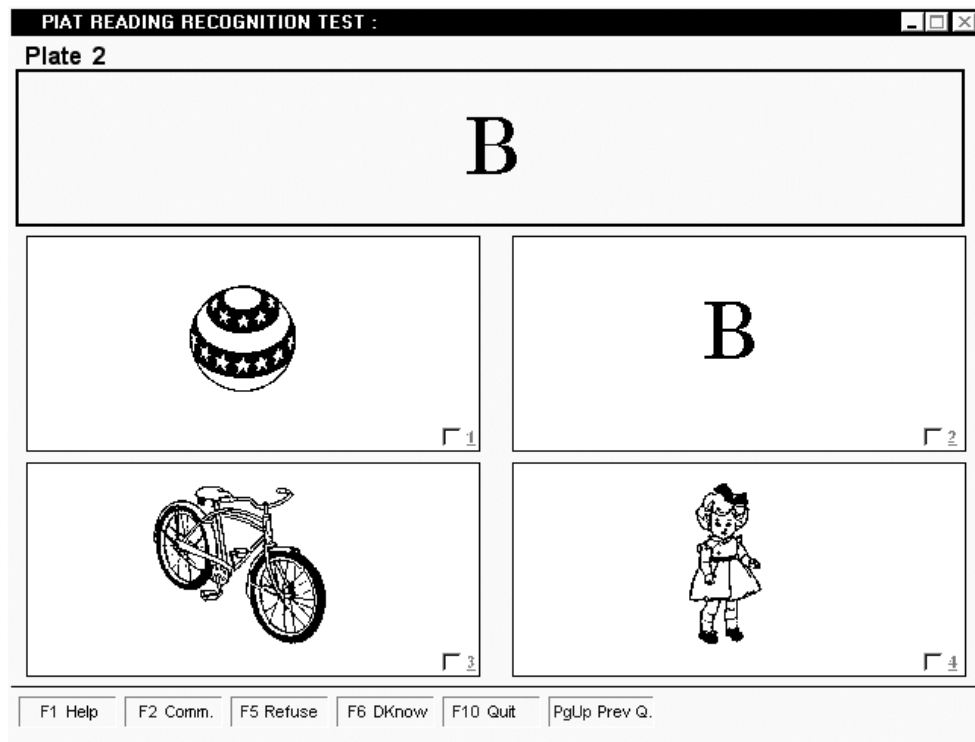 PIAT READING RECOGNITION TEST :
Plate 2
B
B
1
2
3
4
F1 Help
F2 Comm.
F5 Refuse
F6 DKnow
F10 Quit
PgUp Prev Q.